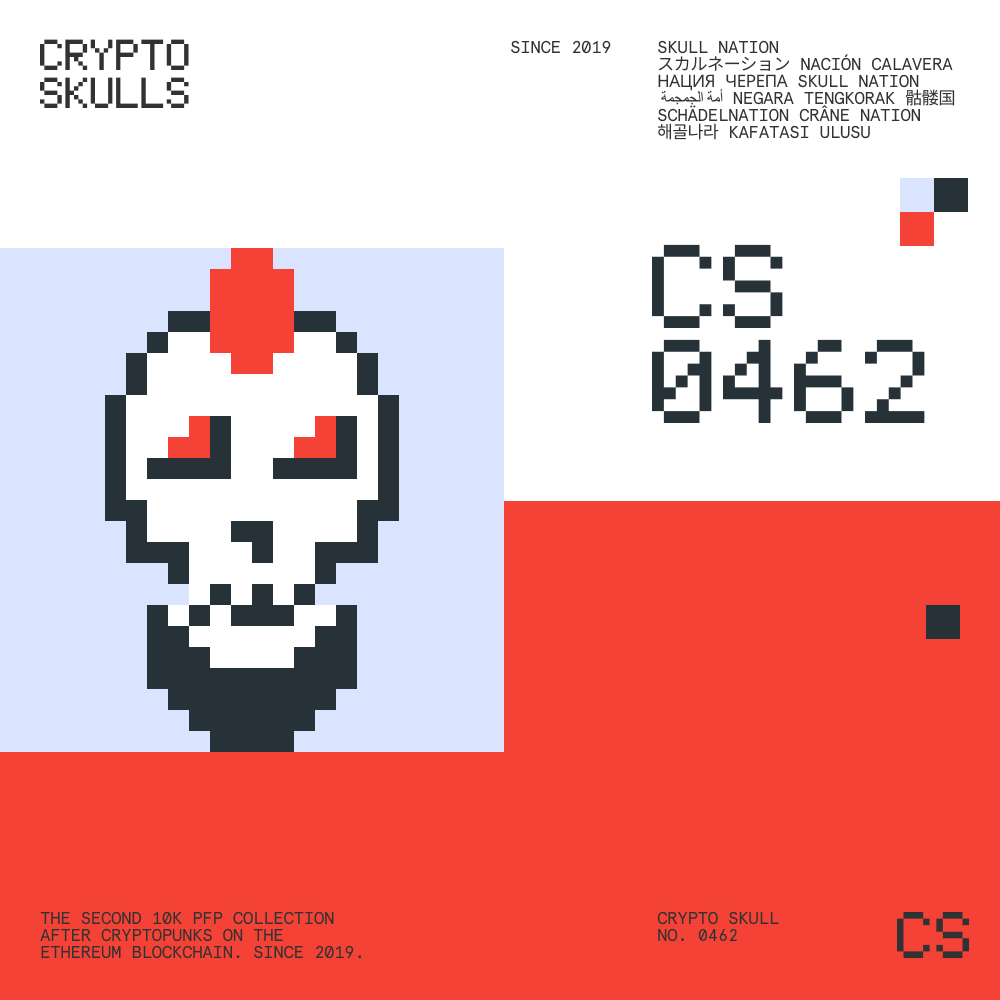 CRYPTO
SKULLS
SINCE 2019
SKULL NATION
スカルネーション NACIÓN CALAVERA
НАЦИЯ ЧЕРЕПА SKULL NATION
أمة الجمجمة NEGARA TENGKORAK 骷髅国
SCHÄDELNATION CRÂNE NATION
해골나라 KAFATASI ULUSU
CS
0462
THE SECOND 10K PFP COLLECTION
AFTER CRYPTOPUNKS ON THE
ETHEREUM BLOCKCHAIN. SINCE 2019.
CRYPTO SKULL
NO. 0462
CS